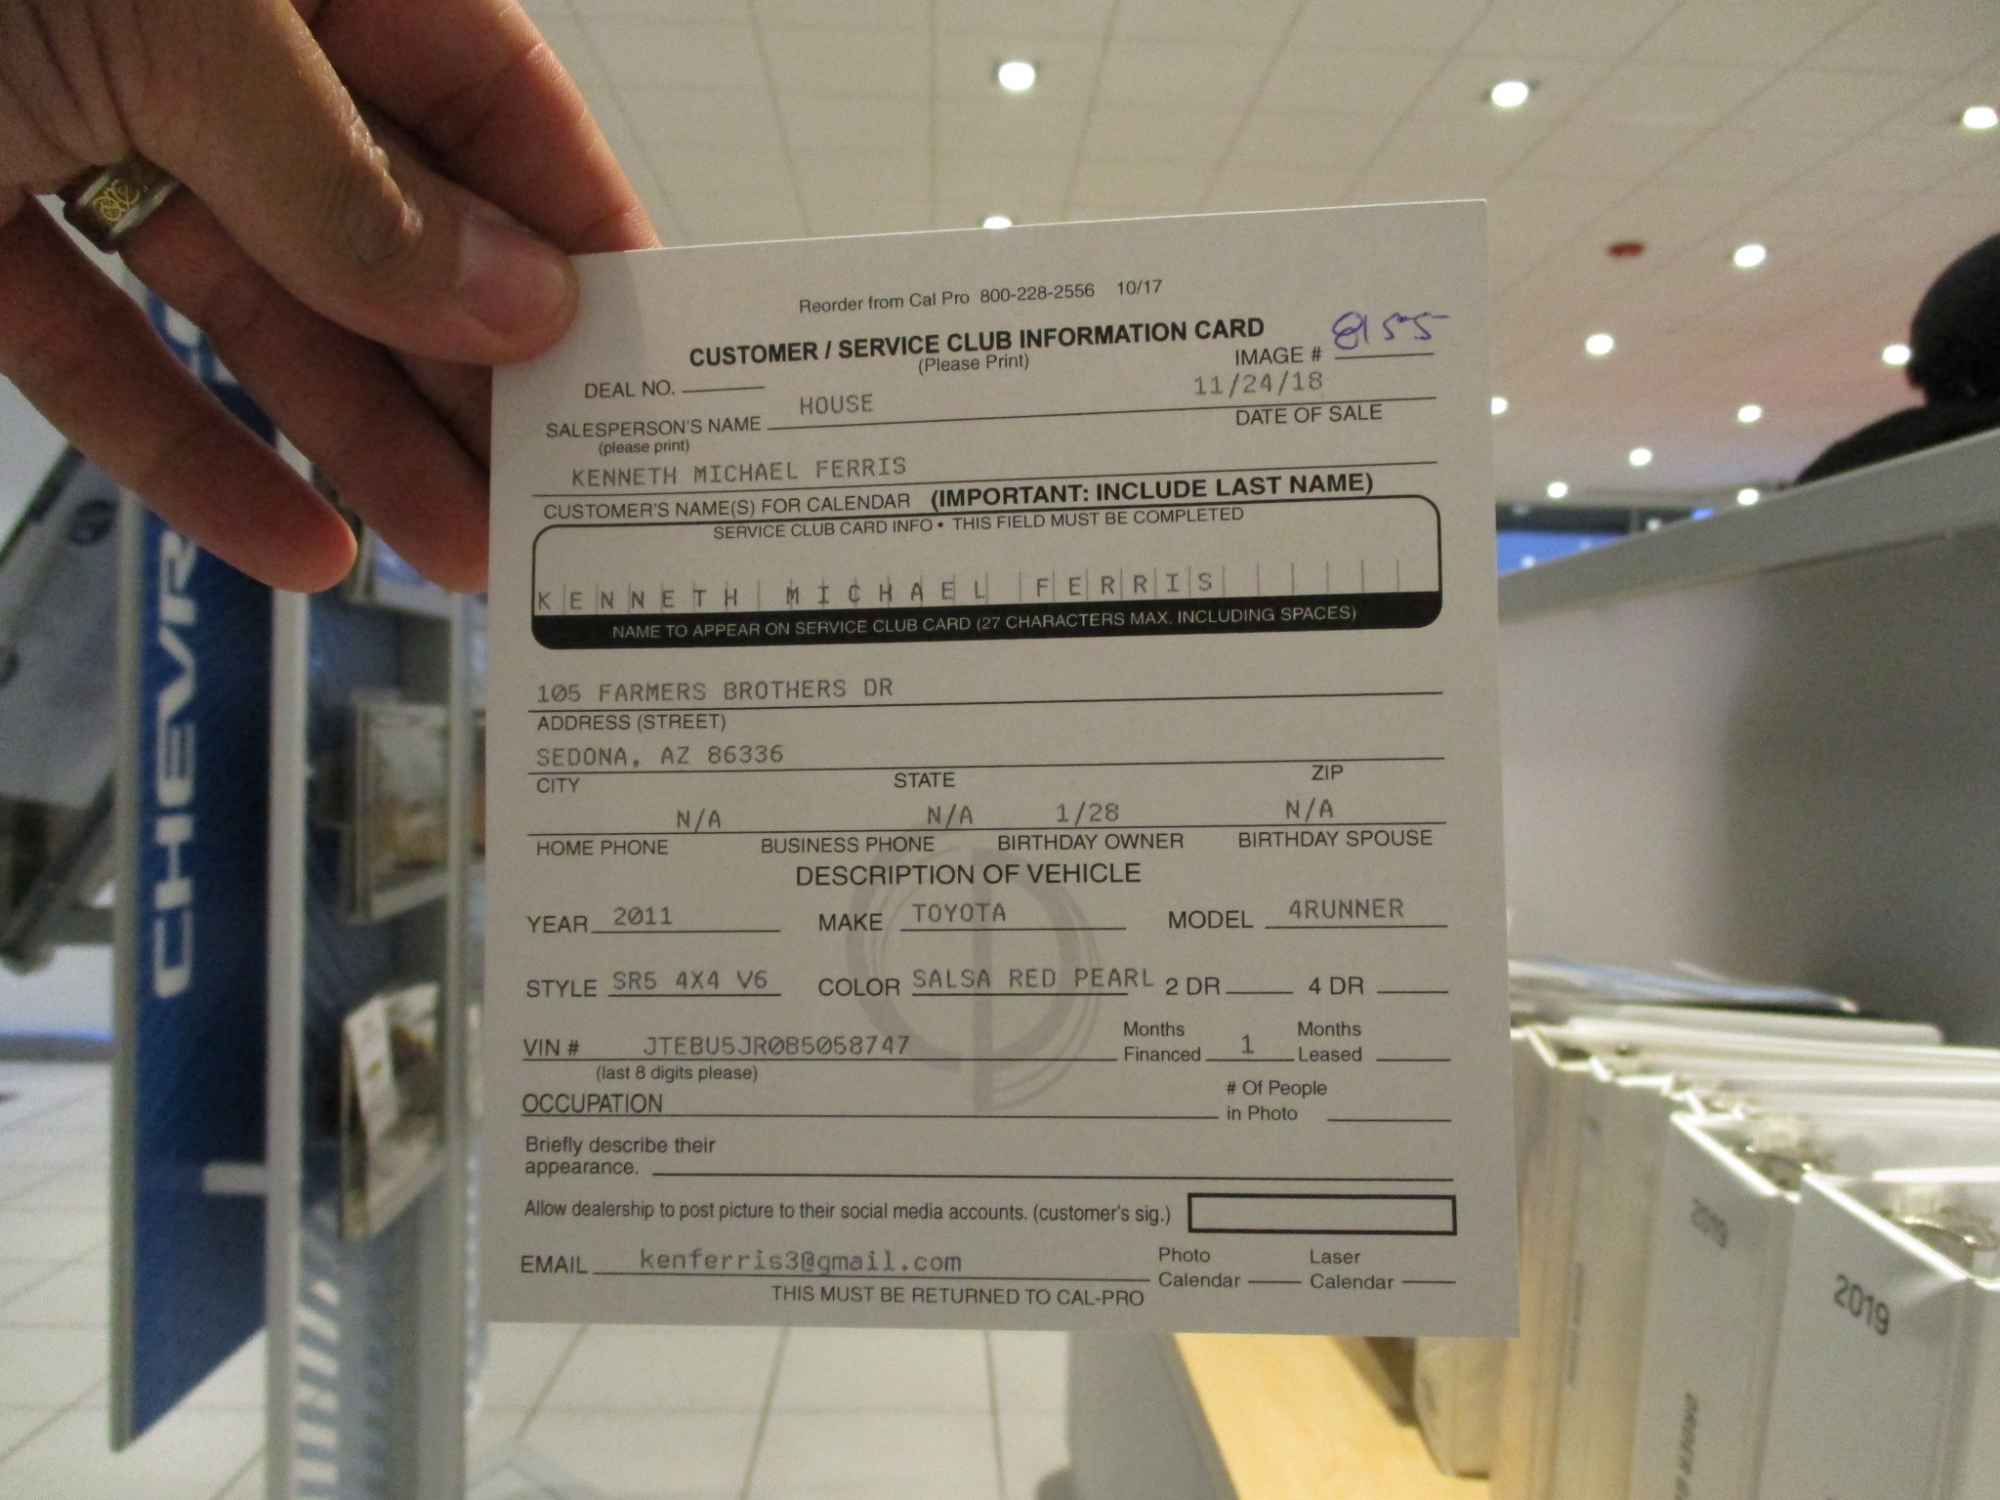 Reorder from Cal Pro 800-228-2556 10/17
CUSTOMER / SERVICE CLUB INFORMATION CARD
(Please Print)
IMAGE # 8155
DEAL NO.
HOUSE 11/24/18
SALESPERSON'S NAME DATE OF SALE
(please print)
KENNETH MICHAEL FERRIS
CUSTOMER'S NAME(S) FOR CALENDAR (IMPORTANT: INCLUDE LAST NAME)
SERVICE CLUB CARD INFO • THIS FIELD MUST BE COMPLETED
KENNETH MICHAEL FERRIS
NAME TO APPEAR ON SERVICE CLUB CARD (27 CHARACTERS MAX. INCLUDING SPACES)
105 FARMERS BROTHERS DR
ADDRESS (STREET)
SEDONA, AZ 86336
CITY STATE ZIP
N/A N/A 1/28 N/A
HOME PHONE BUSINESS PHONE BIRTHDAY OWNER BIRTHDAY SPOUSE
DESCRIPTION OF VEHICLE
YEAR 2011 MAKE TOYOTA MODEL 4RUNNER
STYLE SR5 4X4 V6 COLOR SALSA RED PEARL 2 DR 4 DR
VIN # JTEBU5JR0B5058747 Months Financed 1 Months Leased
(last 8 digits please)
OCCUPATION # Of People in Photo
Briefly describe their
appearance.
Allow dealership to post picture to their social media accounts. (customer's sig.)
EMAIL kenferris3@gmail.com Photo Calendar Laser Calendar
THIS MUST BE RETURNED TO CAL-PRO
CHEVR
2019
2019